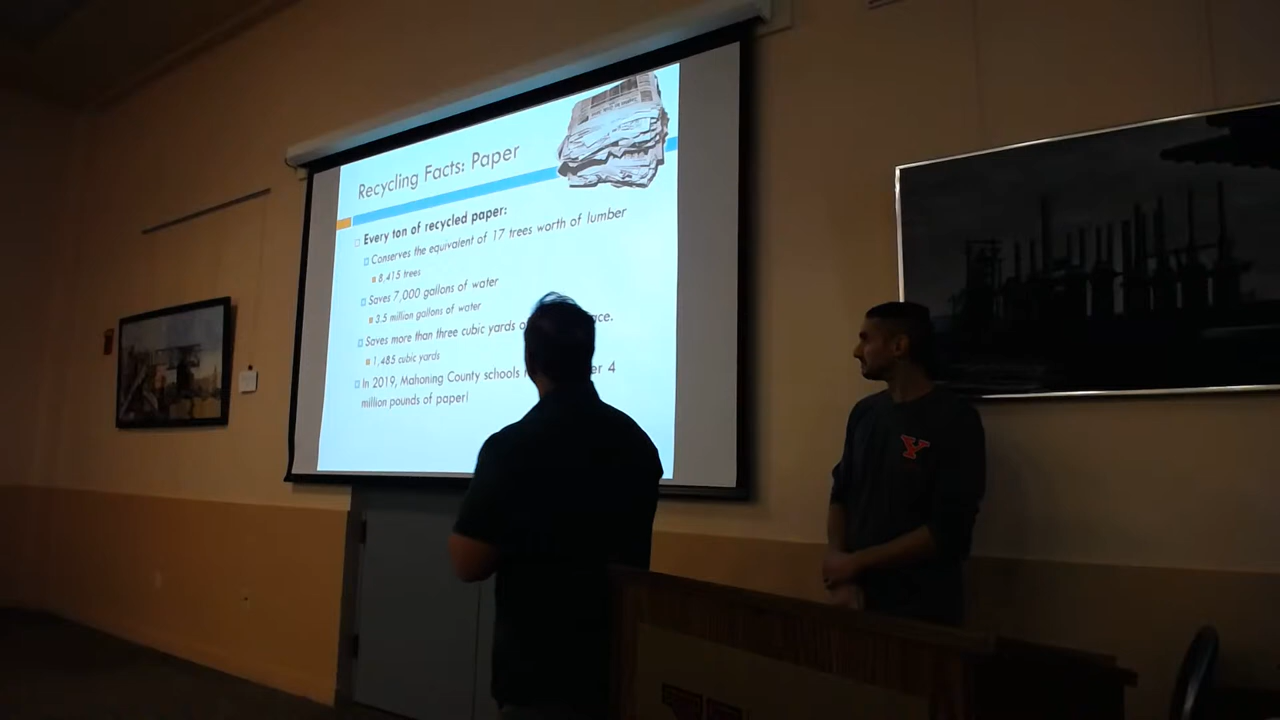 Recycling Facts: Paper
Every ton of recycled paper:
Conserves the equivalent of 17 trees worth of lumber
8,415 trees
Saves 7,000 gallons of water
3.5 million gallons of water
Saves more than three cubic yards
1,485 cubic yards
In 2019, Mahoning County schools 4
million pounds of paper!
Y